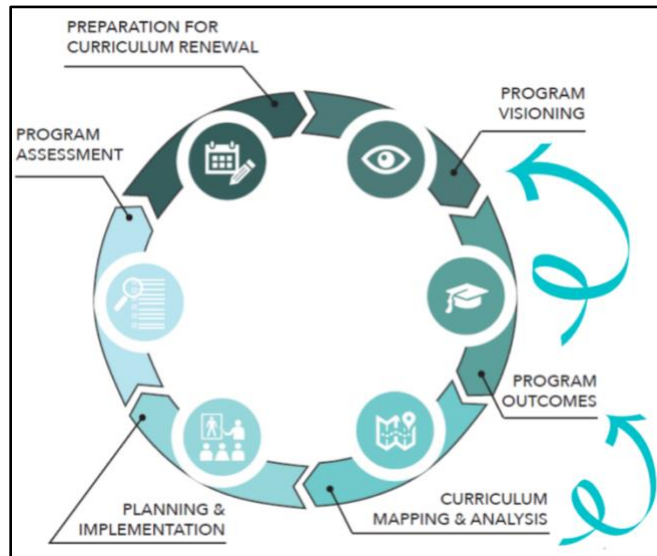 PREPARATION FOR
CURRICULUM RENEWAL
PROGRAM
VISIONING
PROGRAM
OUTCOMES
CURRICULUM
MAPPING & ANALYSIS
PLANNING &
IMPLEMENTATION
PROGRAM
ASSESSMENT